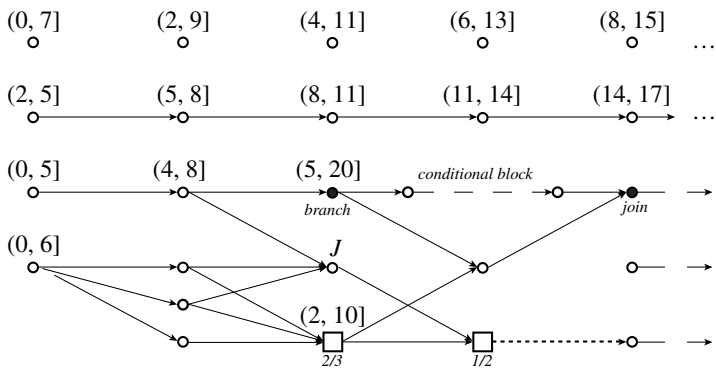 (0, 7] (2, 9] (4, 11] (6, 13] (8, 15]
...
(2, 5] (5, 8] (8, 11] (11, 14] (14, 17]
...
(0, 5] (4, 8] (5, 20] conditional block
branch join
(0, 6] J
(2, 10]
2/3 1/2